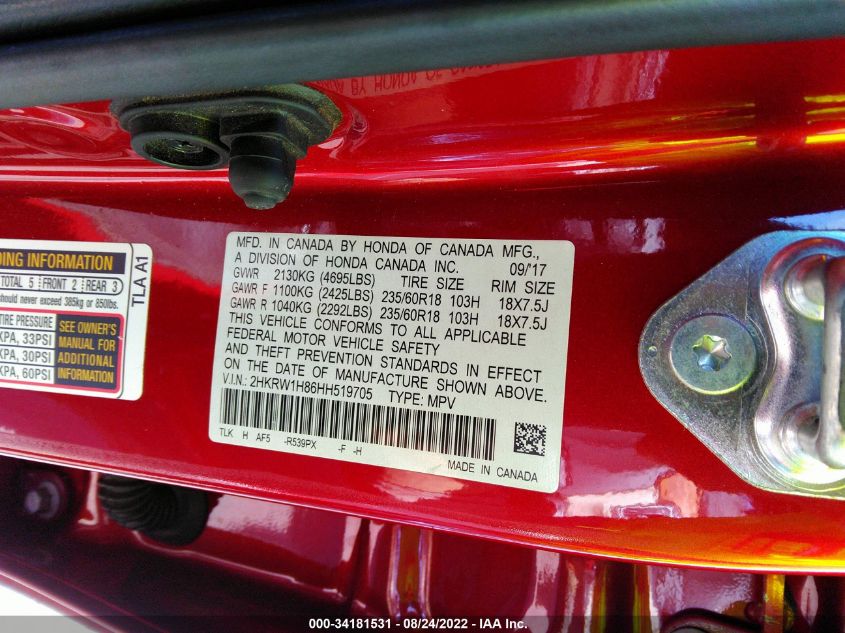 BY HONDA OF CANADA
DING INFORMATION
TOTAL 5 FRONT 2 REAR 3
should never exceed 385kg or 850lbs.
TIRE PRESSURE
KPA, 33PSI
KPA, 30PSI
KPA, 60PSI
SEE OWNER'S
MANUAL FOR
ADDITIONAL
INFORMATION
TLA A1
MFD. IN CANADA BY HONDA OF CANADA MFG.,
A DIVISION OF HONDA CANADA INC. 09/'17
GVWR 2130KG (4695LBS) TIRE SIZE RIM SIZE
GAWR F 1100KG (2425LBS) 235/60R18 103H 18X7.5J
GAWR R 1040KG (2292LBS) 235/60R18 103H 18X7.5J
THIS VEHICLE CONFORMS TO ALL APPLICABLE
FEDERAL MOTOR VEHICLE SAFETY
AND THEFT PREVENTION STANDARDS IN EFFECT
ON THE DATE OF MANUFACTURE SHOWN ABOVE.
V.I.N.: 2HKRW1H86HH519705 TYPE: MPV
TLK H AF5 -R539PX -F -H
MADE IN CANADA
000-34181531 - 08/24/2022 - IAA Inc.